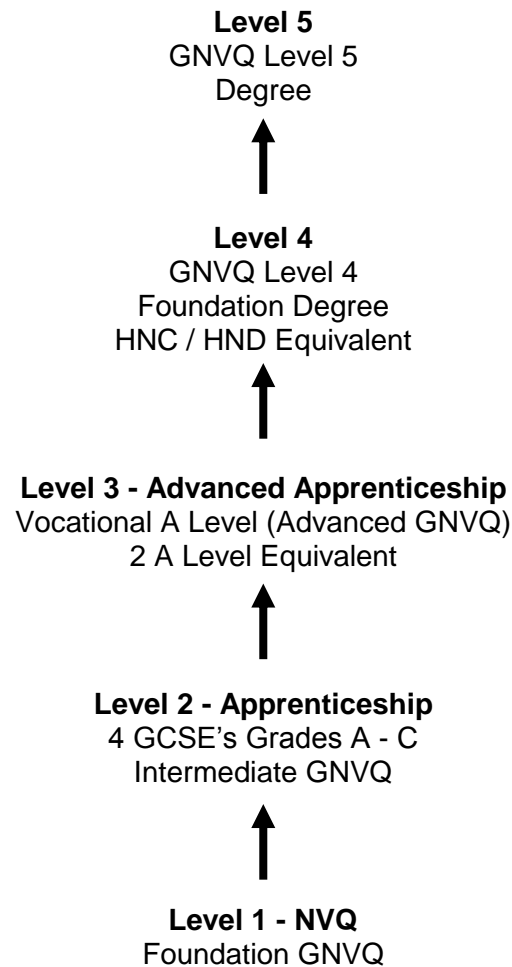 Level 5
GNVQ Level 5
Degree
Level 4
GNVQ Level 4
Foundation Degree
HNC / HND Equivalent
Level 3 - Advanced Apprenticeship
Vocational A Level (Advanced GNVQ)
2 A Level Equivalent
Level 2 - Apprenticeship
4 GCSE's Grades A - C
Intermediate GNVQ
Level 1 - NVQ
Foundation GNVQ